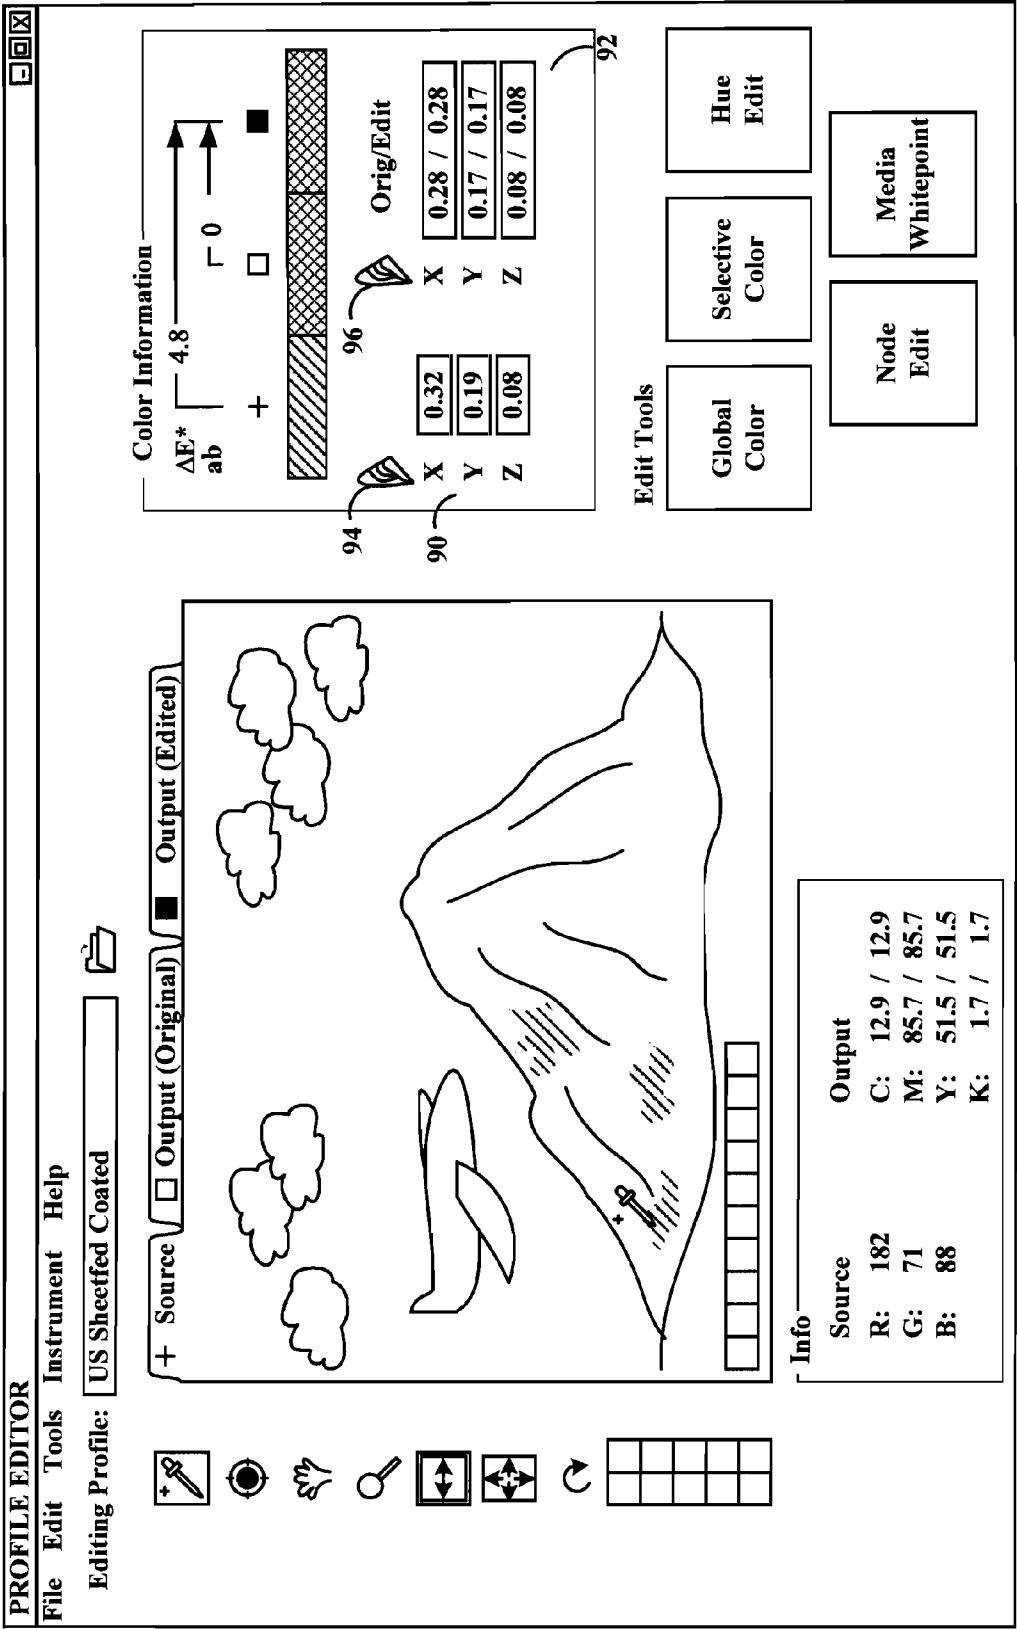 PROFILE EDITOR
File Edit Tools Instrument Help
Editing Profile: US Sheetfed Coated
+ Source
Output (Original)
Output (Edited)
Color Information
ΔE*
ab
4.8
0
+
94
96
90
92
Orig/Edit
X 0.32
Y 0.19
Z 0.08
X 0.28 / 0.28
Y 0.17 / 0.17
Z 0.08 / 0.08
Edit Tools
Global
Color
Selective
Color
Hue
Edit
Node
Edit
Media
Whitepoint
Info
Source
R: 182
G: 71
B: 88
Output
C: 12.9 / 12.9
M: 85.7 / 85.7
Y: 51.5 / 51.5
K: 1.7 / 1.7